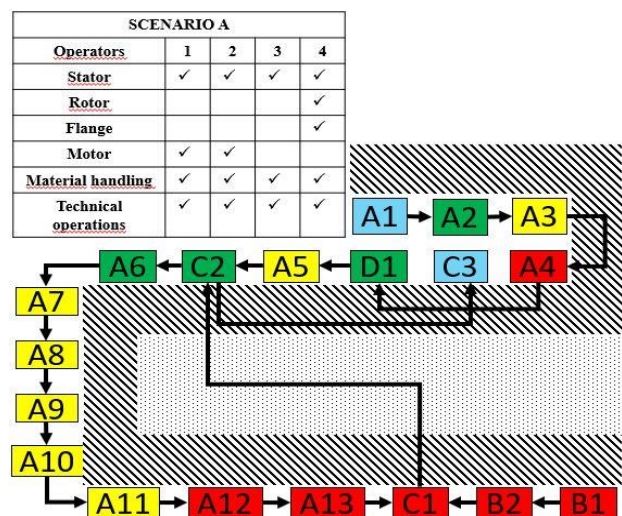 SCENARIO A
Operators 1 2 3 4
Stator ✓ ✓ ✓ ✓
Rotor ✓
Flange ✓
Motor ✓ ✓
Material handling ✓ ✓ ✓ ✓
Technical ✓ ✓ ✓ ✓
operations
A1 A2 A3
A6 C2 A5 D1 C3 A4
A7
A8
A9
A10
A11 A12 A13 C1 B2 B1